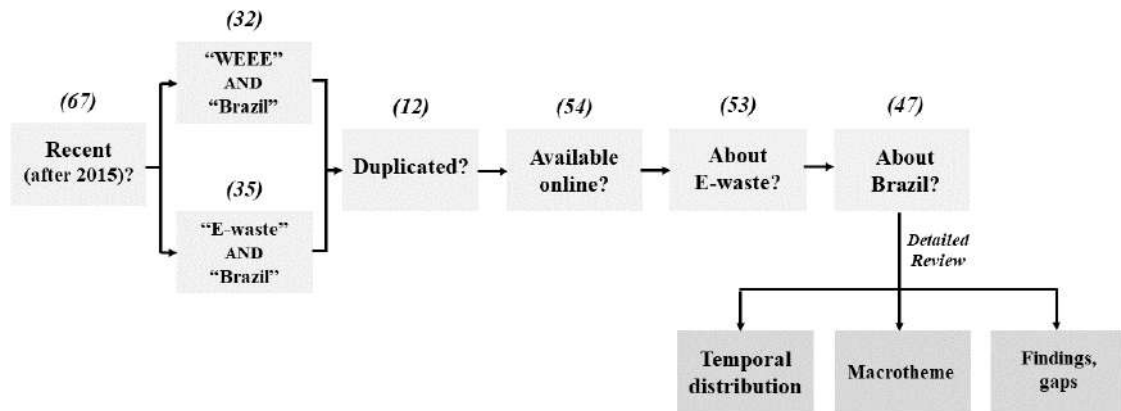 (67)
Recent
(after 2015)?
(32)
“WEEE”
AND
“Brazil”
(35)
“E-waste”
AND
“Brazil”
(12)
Duplicated?
(54)
Available
online?
(53)
About
E-waste?
(47)
About
Brazil?
Detailed
Review
Temporal
distribution
Macrotheme
Findings,
gaps